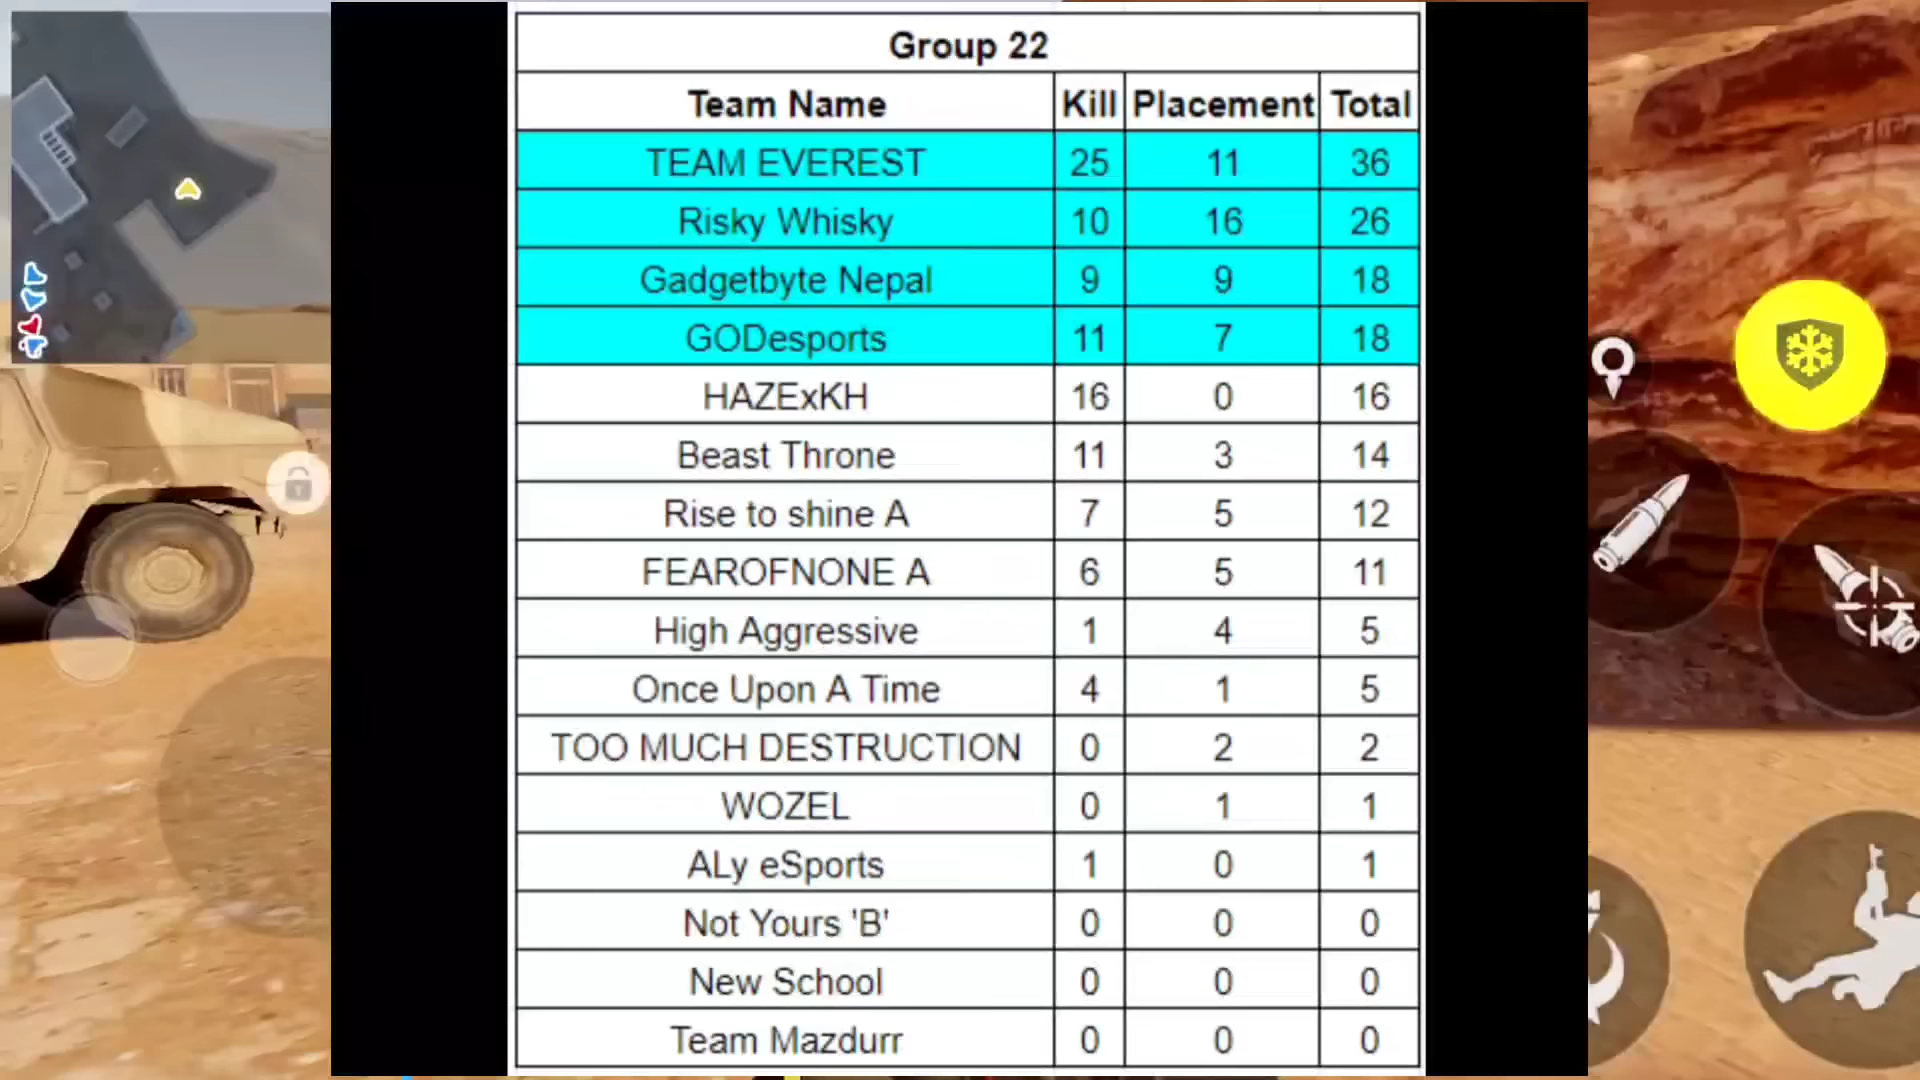 Group 22
Team Name Kill Placement Total
TEAM EVEREST 25 11 36
Risky Whisky 10 16 26
Gadgetbyte Nepal 9 9 18
GODesports 11 7 18
HAZExKH 16 0 16
Beast Throne 11 3 14
Rise to shine A 7 5 12
FEAROFNONE A 6 5 11
High Aggressive 1 4 5
Once Upon A Time 4 1 5
TOO MUCH DESTRUCTION 0 2 2
WOZEL 0 1 1
ALy eSports 1 0 1
Not Yours 'B' 0 0 0
New School 0 0 0
Team Mazdurr 0 0 0